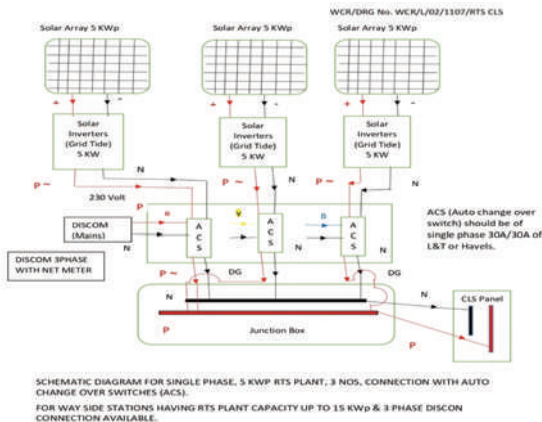 WCR/DRG No. WCR/L/02/1107/RTS CLS
Solar Array 5 KWp
Solar Array 5 KWp
Solar Array 5 KWp
+
-
+
-
+
-
Solar
Inverters
(Grid Tide)
5 KW
Solar
Inverters
(Grid Tide)
5 KW
Solar
Inverters
(Grid Tide)
5 KW
N
N
N
P ~
P~
P~
230 Volt
P
DISCOM
(Mains)
R
N
A
C
S
Y
A
C
S
B
A
C
S
N
ACS (Auto change over
switch) should be of
single phase 30A/30A of
L&T or Havels.
DISCOM 3PHASE
WITH NET METER
P~
DG
DG
N
P
Junction Box
N
P
CLS Panel
SCHEMATIC DIAGRAM FOR SINGLE PHASE, 5 KWP RTS PLANT, 3 NOS, CONNECTION WITH AUTO
CHANGE OVER SWITCHES (ACS).
FOR WAY SIDE STATIONS HAVING RTS PLANT CAPACITY UP TO 15 KWp & 3 PHASE DISCON
CONNECTION AVAILABLE.